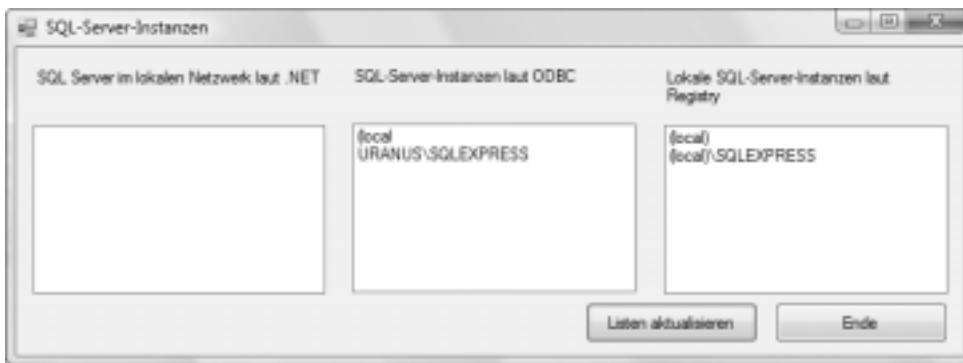 SQL-Server-Instanzen
SQL Server im lokalen Netzwerk laut .NET
SQL-Server-Instanzen laut ODBC
Lokale SQL-Server-Instanzen laut
Registry
(local
URANUS\SQLEXPRESS
(local)
(local)\SQLEXPRESS
Listen aktualisieren
Ende